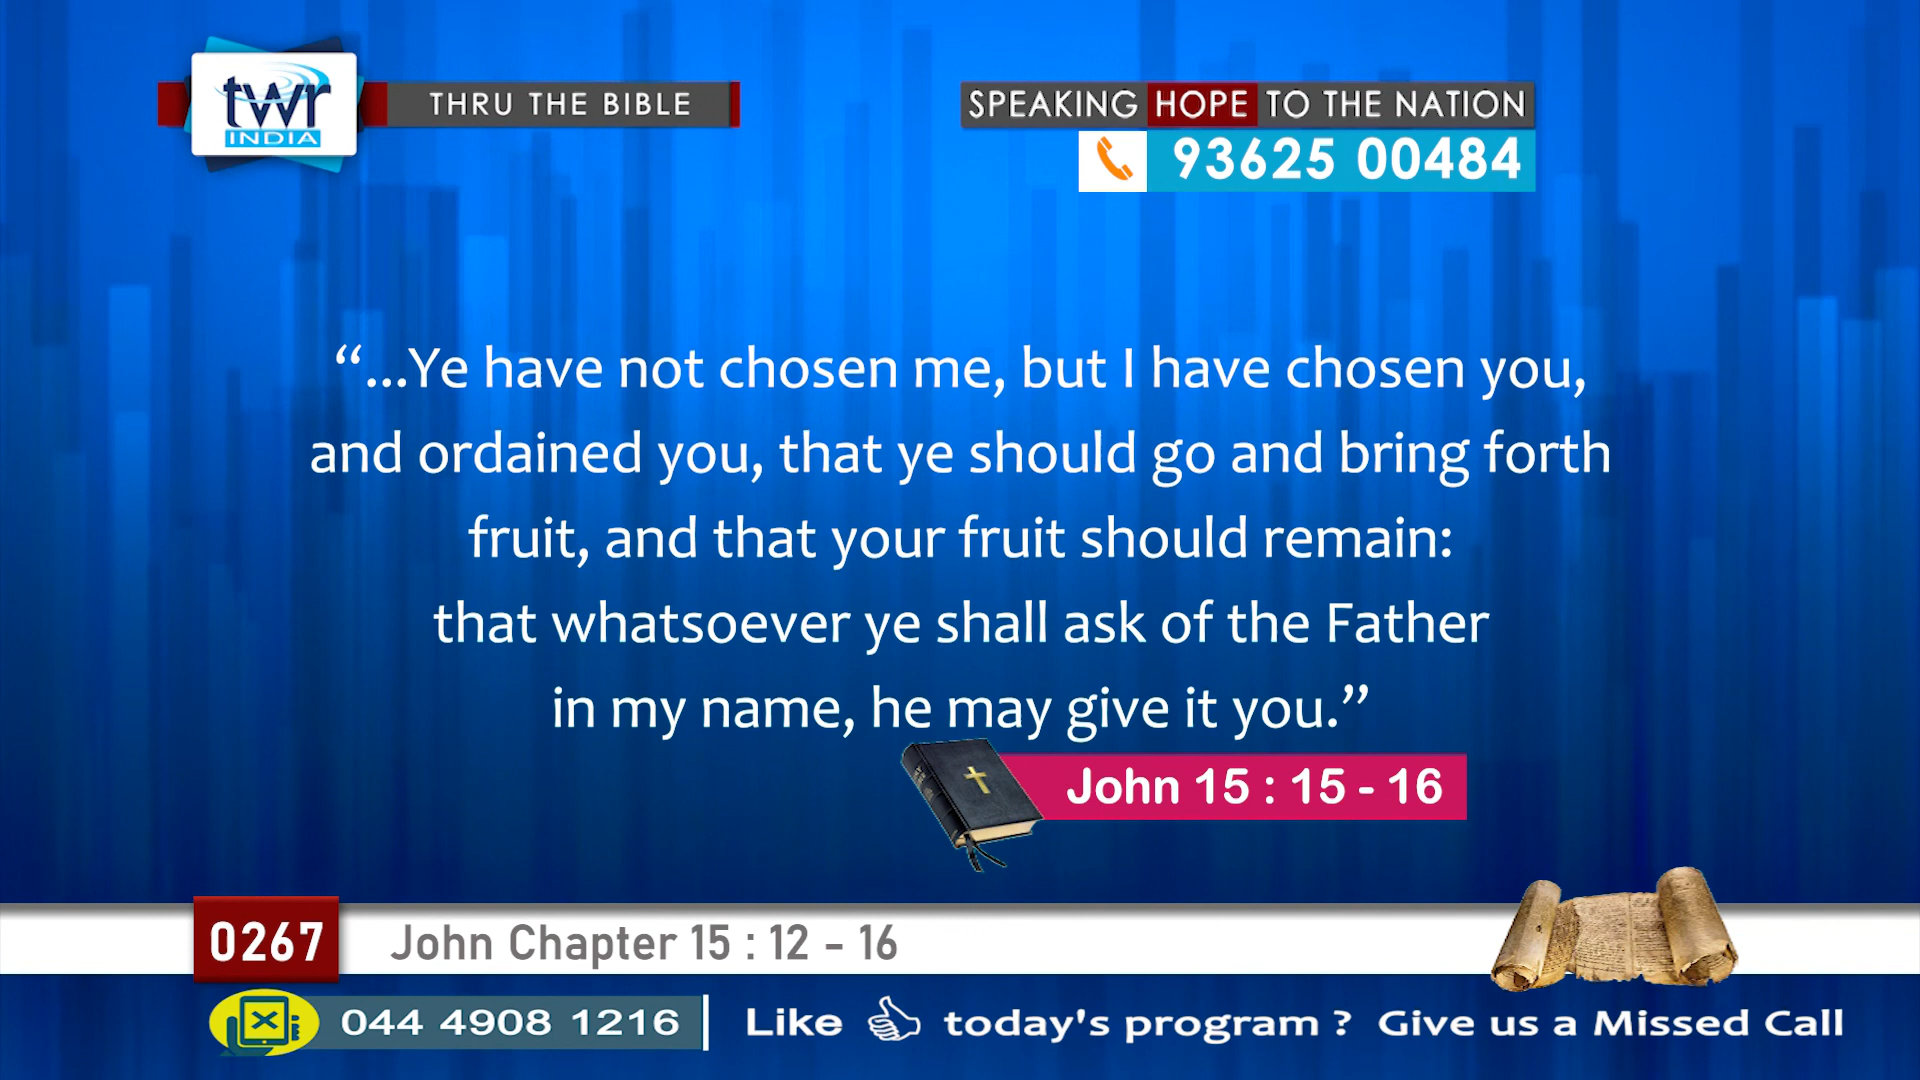 twr
INDIA
THRU THE BIBLE
SPEAKING HOPE TO THE NATION
93625 00484
“...Ye have not chosen me, but I have chosen you,
and ordained you, that ye should go and bring forth
fruit, and that your fruit should remain:
that whatsoever ye shall ask of the Father
in my name, he may give it you.”
John 15 : 15 - 16
0267
John Chapter 15 : 12 - 16
044 4908 1216
Like today's program ? Give us a Missed Call